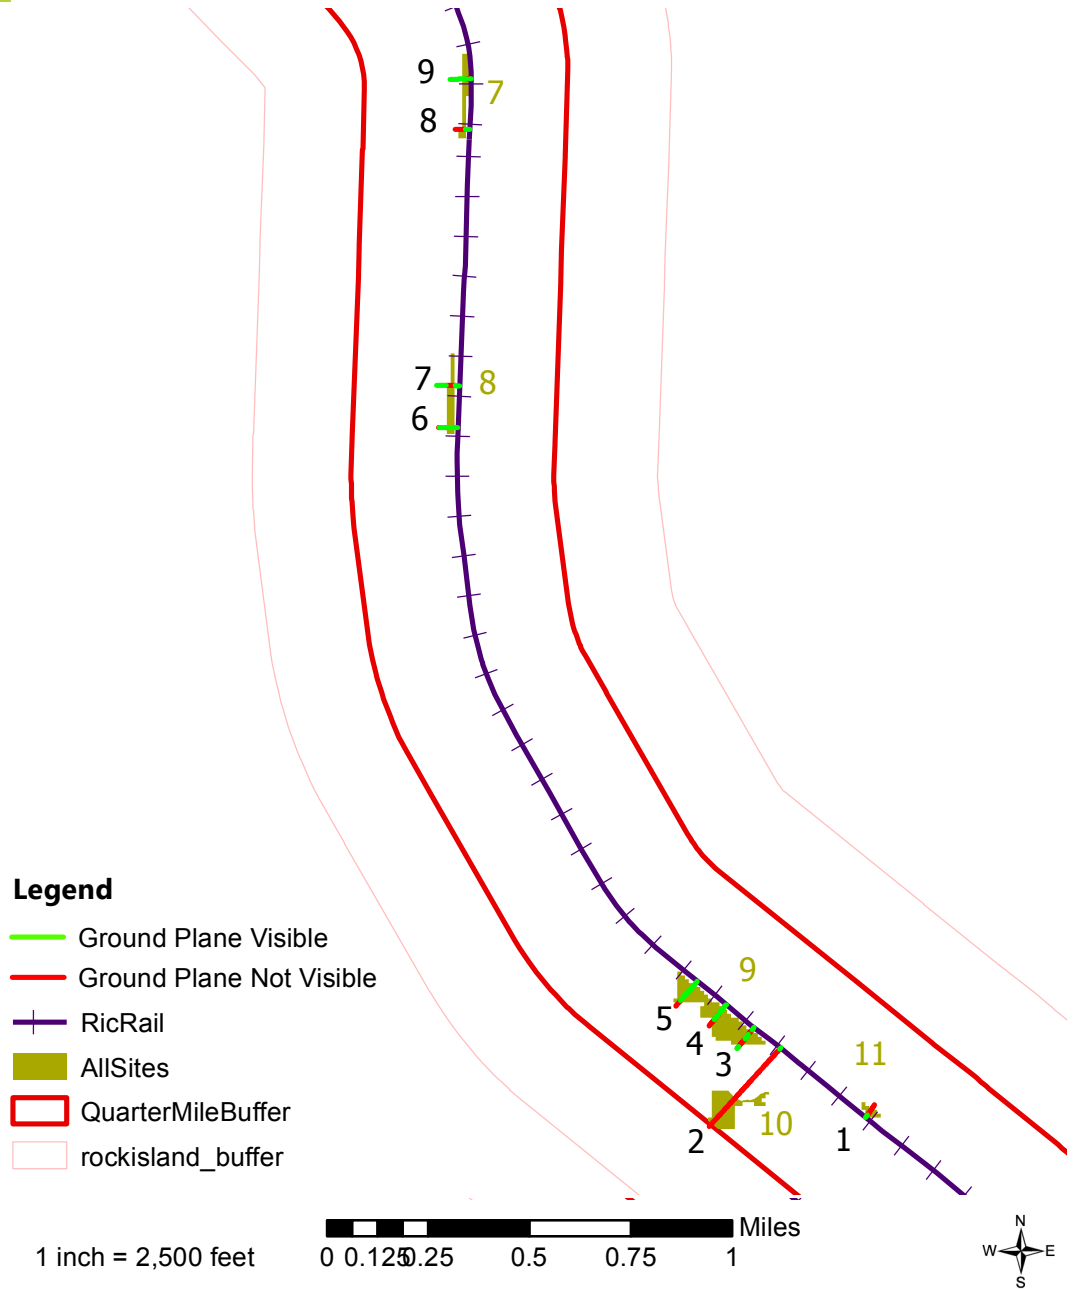 9
7
8
7
8
6
9
5
4
3
11
10
2
1
Legend
Ground Plane Visible
Ground Plane Not Visible
RicRail
AllSites
QuarterMileBuffer
rockisland_buffer
Miles
1 inch = 2,500 feet
0 0.125 0.25 0.5 0.75 1
N
W E
S